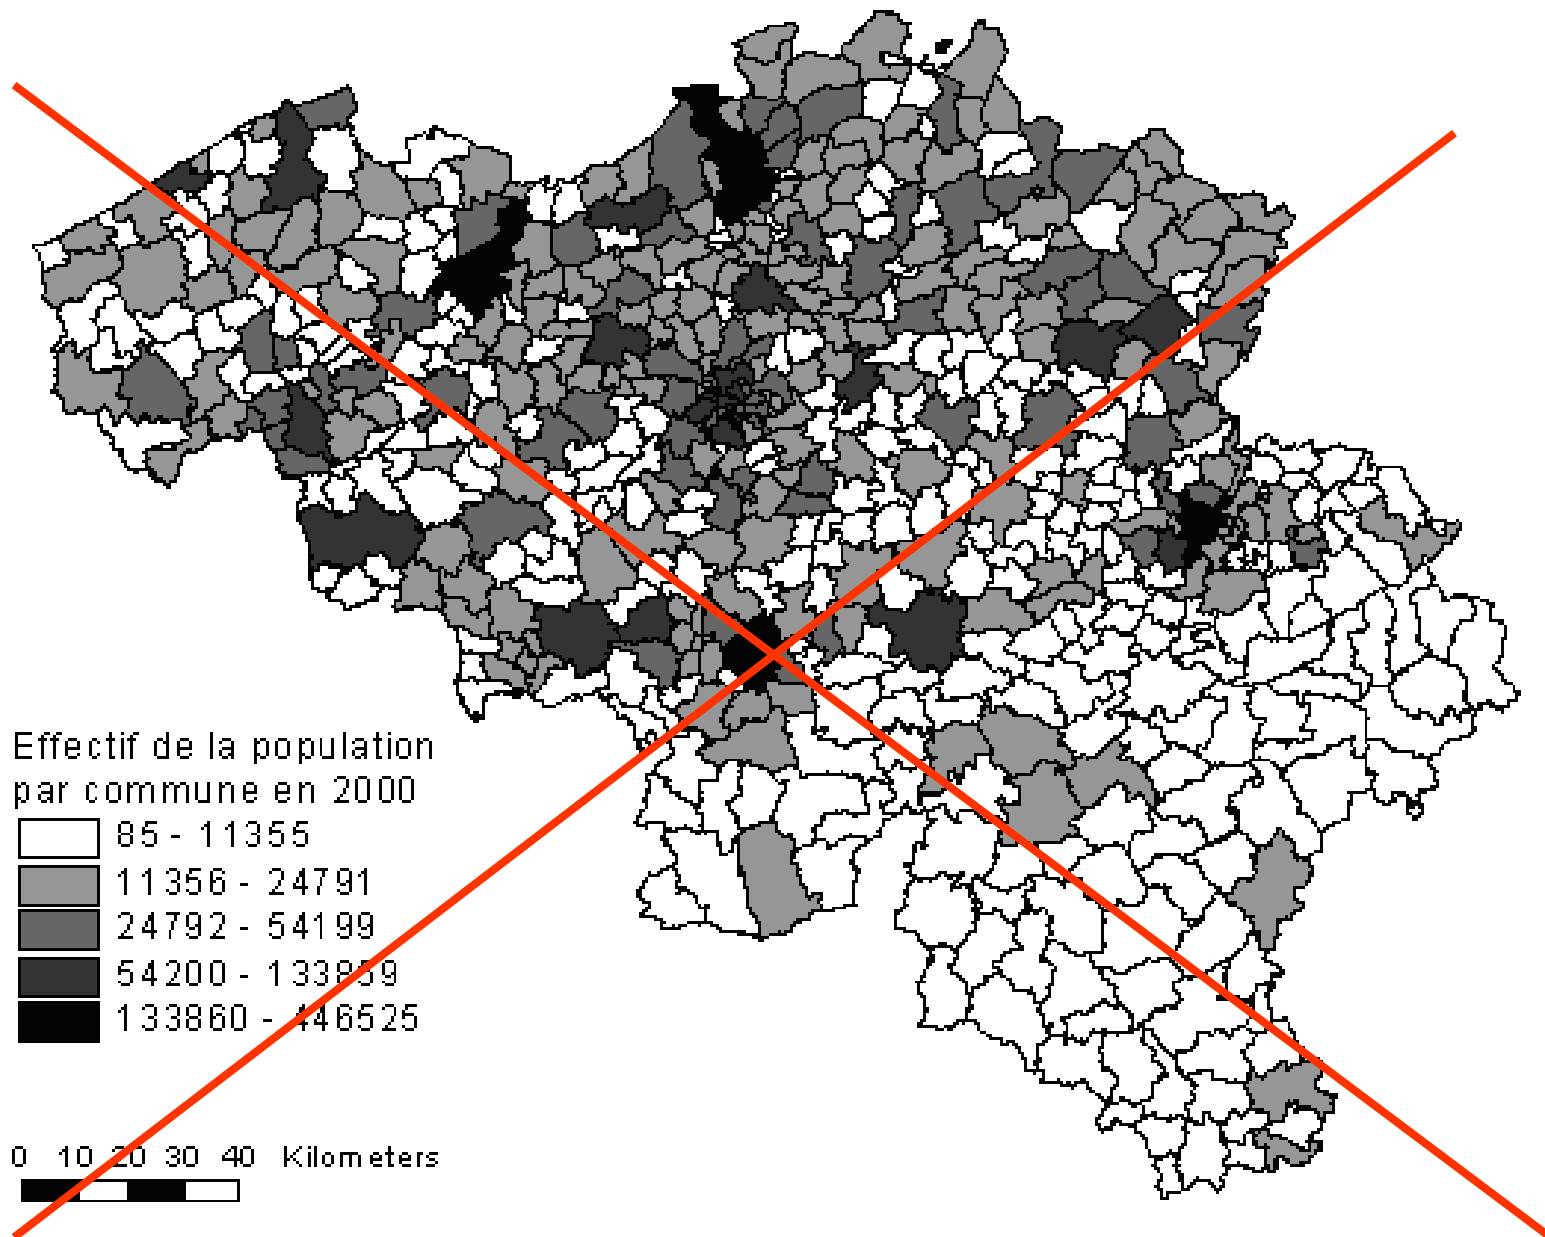 Effectif de la population
par commune en 2000
85 - 11355
11356 - 24791
24792 - 54199
54200 - 133859
133860 - 446525
0 10 20 30 40 Kilometers